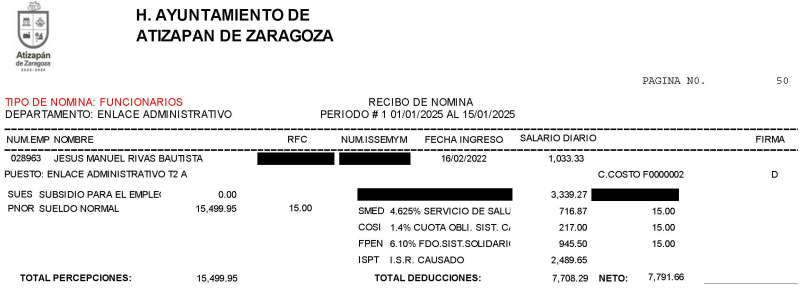 Atizapán
de Zaragoza
2022-2024
H. AYUNTAMIENTO DE
ATIZAPAN DE ZARAGOZA
PAGINA NO. 50
TIPO DE NOMINA: FUNCIONARIOS RECIBO DE NOMINA
DEPARTAMENTO: ENLACE ADMINISTRATIVO PERIODO # 1 01/01/2025 AL 15/01/2025
NUM.EMP NOMBRE RFC NUM.ISSEMYM FECHA INGRESO SALARIO DIARIO FIRMA
028963 JESUS MANUEL RIVAS BAUTISTA 16/02/2022 1,033.33
PUESTO: ENLACE ADMINISTRATIVO T2 A C.COSTO F0000002 D
SUES SUBSIDIO PARA EL EMPLE( 0.00 3,339.27
PNOR SUELDO NORMAL 15,499.95 15.00 SMED 4.625% SERVICIO DE SALU 716.87 15.00
COSI 1.4% CUOTA OBLI. SIST. C/ 217.00 15.00
FPEN 6.10% FDO.SIST.SOLIDARI( 945.50 15.00
ISPT I.S.R. CAUSADO 2,489.65
TOTAL PERCEPCIONES: 15,499.95 TOTAL DEDUCCIONES: 7,708.29 NETO: 7,791.66